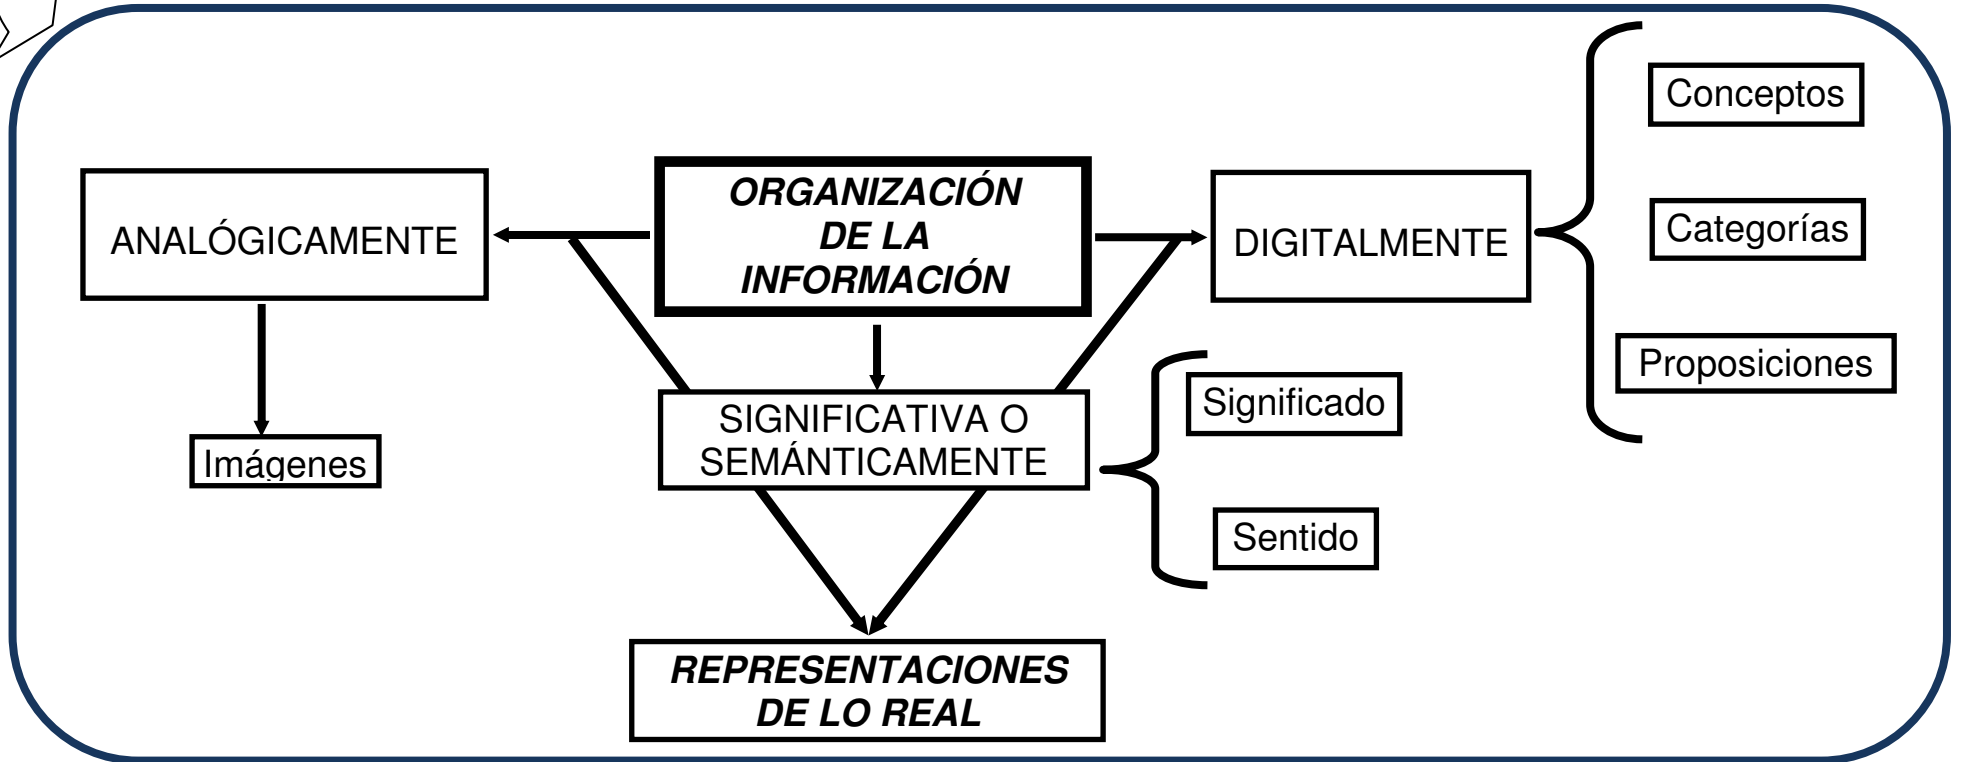 Conceptos
ORGANIZACIÓN
DE LA
INFORMACIÓN
ANALÓGICAMENTE
DIGITALMENTE
Categorías
Proposiciones
SIGNIFICATIVA O
SEMÁNTICAMENTE
Significado
Imágenes
Sentido
REPRESENTACIONES
DE LO REAL